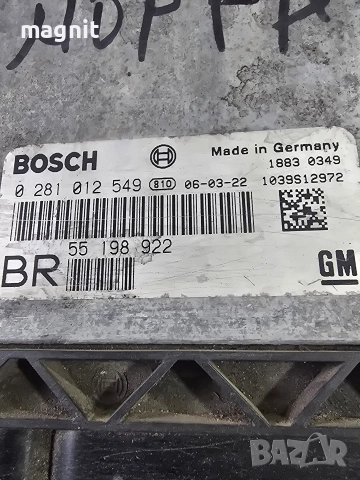 magnit
BOSCH
Made in Germany
1883 0349
0 281 012 549 810 06-03-22 1039S12972
55 198 922
BR
GM
BAZAR